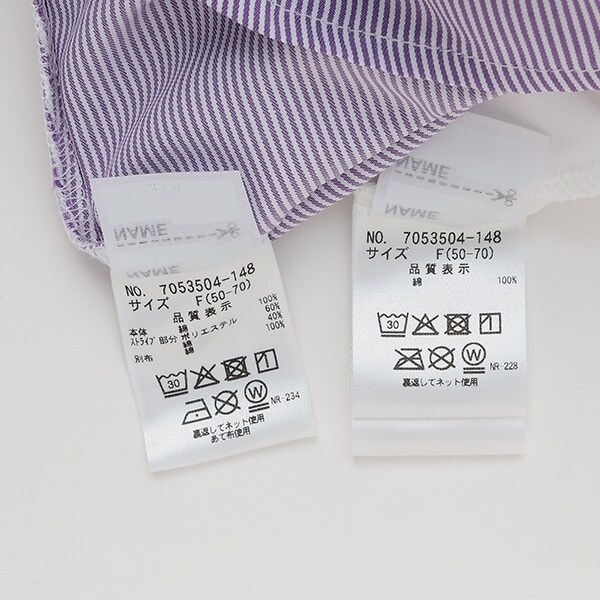 NAME
NO. 7053504-148
サイズ F(50-70)
品質表示
本体 綿 100%
ストライプ部分 ポリエステル 60%
綿 40%
別布 綿 100%
30
NR-234
裏返してネット使用
あて布使用
NAME
NO. 7053504-148
サイズ F(50-70)
品質表示
綿 100%
30
NR-228
裏返してネット使用